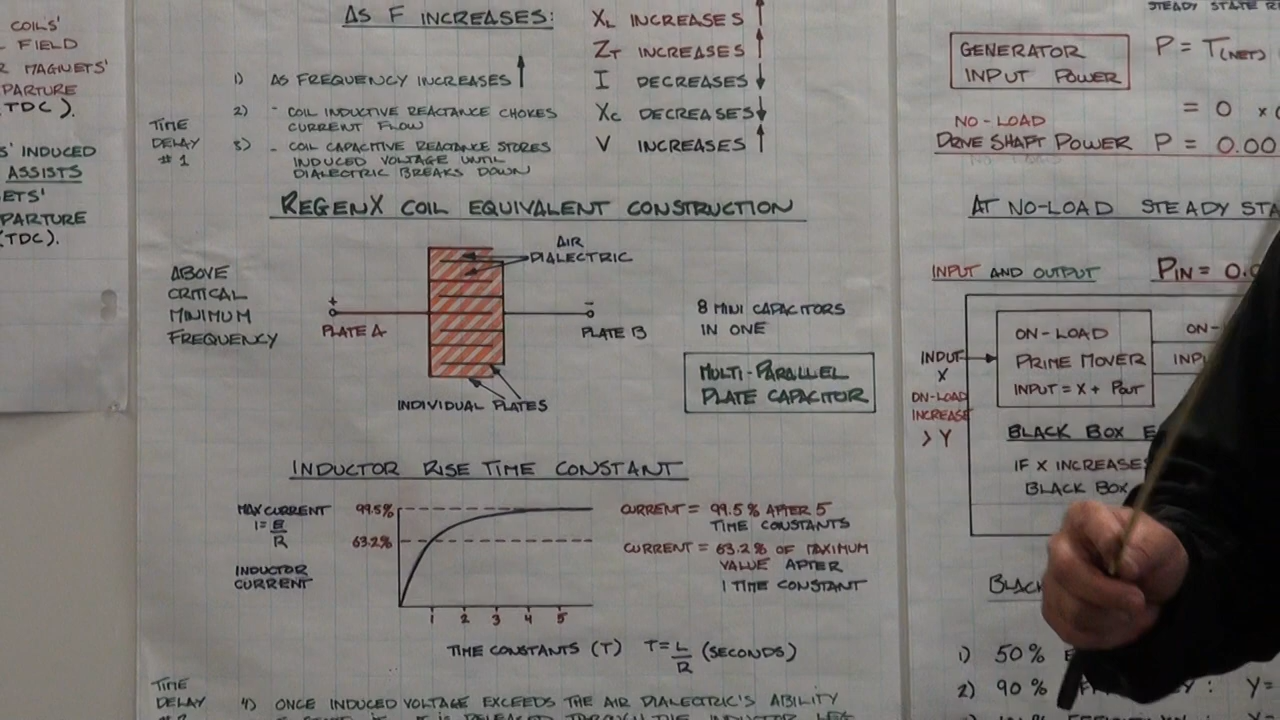 COILS'
FIELD
MAGNETS'
PARTURE
(TDC).
INDUCED
ASSISTS
ETS'
PARTURE
(TDC).
AS F INCREASES:
XL INCREASES ↑
ZT INCREASES ↑
I DECREASES ↓
XC DECREASES ↓
V INCREASES ↑
TIME
DELAY
#1
1) AS FREQUENCY INCREASES ↑
2) - COIL INDUCTIVE REACTANCE CHOKES
CURRENT FLOW
3) - COIL CAPACITIVE REACTANCE STORES
INDUCED VOLTAGE UNTIL
DIALECTRIC BREAKS DOWN
REGENX COIL EQUIVALENT CONSTRUCTION
ABOVE
CRITICAL
MINIMUM
FREQUENCY
AIR
DIALECTRIC
+
PLATE A
-
PLATE B
INDIVIDUAL PLATES
8 MINI CAPACITORS
IN ONE
MULTI-PARALLEL
PLATE CAPACITOR
INDUCTOR RISE TIME CONSTANT
MAX CURRENT
I = E/R
INDUCTOR
CURRENT
99.5%
63.2%
1 2 3 4 5
CURRENT = 99.5% AFTER 5
TIME CONSTANTS
CURRENT = 63.2% OF MAXIMUM
VALUE AFTER
1 TIME CONSTANT
TIME CONSTANTS (T) T = L/R (SECONDS)
TIME
DELAY
4) ONCE INDUCED VOLTAGE EXCEEDS THE AIR DIALECTRIC'S ABILITY
STEADY STATE
GENERATOR
INPUT POWER
P = T(NET)
= 0 x
NO-LOAD
DRIVE SHAFT POWER P = 0.00
AT NO-LOAD STEADY STA
INPUT AND OUTPUT PIN = 0.0
INPUT
X
ON-LOAD
INCREASE
> Y
ON-LOAD
PRIME MOVER
INPUT = X + POUT
ON-
INP
BLACK BOX E
IF X INCREASES
BLACK BOX
BLACK
1) 50%
2) 90% Y =